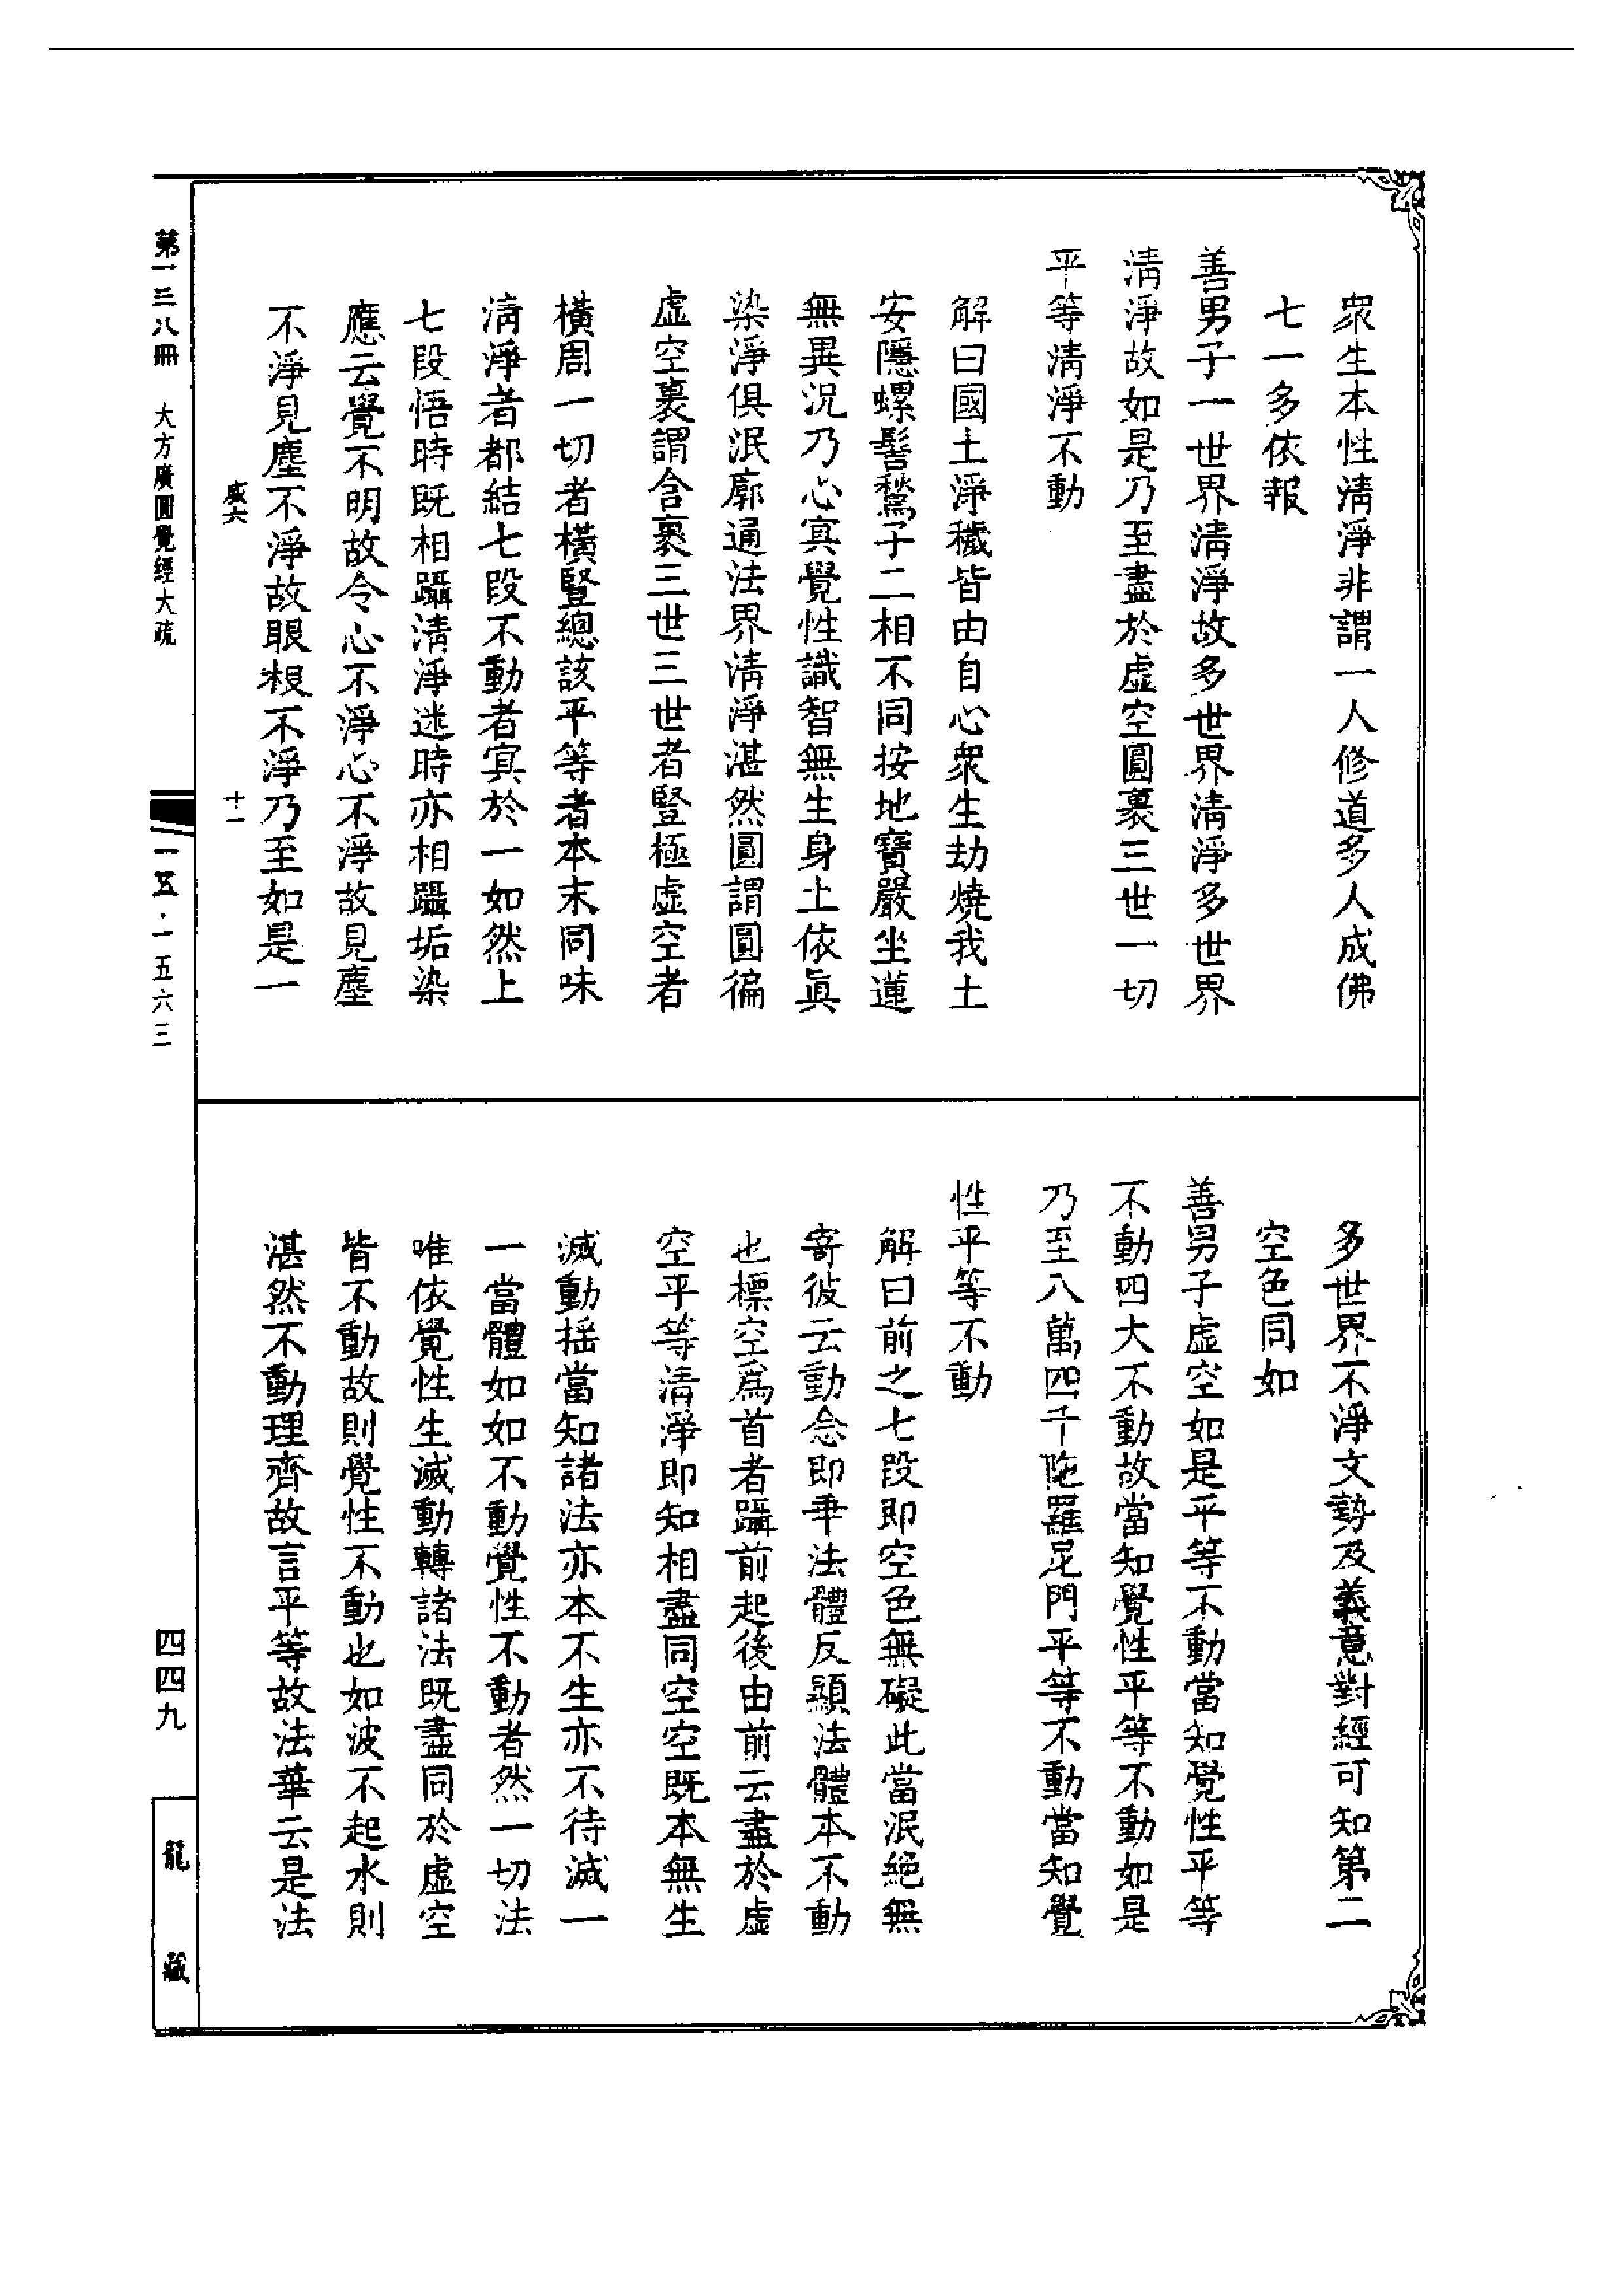 衆生本性清淨非謂一人修道多人成佛
七一多依報
善男子一世界清淨故多世界清淨多世界
清淨故如是乃至盡於虛空圓裹三世一切
平等清淨不動
解曰國土淨穢皆由自心衆生劫燒我土
安隱螺髻鶖子二相不同按地寶嚴坐蓮
無異況乃心寘覺性識智無生身土依眞
染淨俱泯廓通法界清淨湛然圓謂圓徧
虛空裹謂含裹三世三世者豎極虛空者
橫周一切者橫豎總該平等者本末同味
清淨者都結七段不動者寘於一如然上
七段悟時既相躡清淨迷時亦相躡垢染
應云覺不明故令心不淨心不淨故見塵
不淨見塵不淨故眼根不淨乃至如是一
多世界不淨文勢及義意對經可知第二
空色同如
善男子虛空如是平等不動當知覺性平等
不動四大不動故當知覺性平等不動如是
乃至八萬四千陁羅尼門平等不動當知覺
性平等不動
解曰前之七段即空色無礙此當泯絕無
寄彼云動念即乖法體反顯法體本不動
也標空爲首者躡前起後由前云盡於虛
空平等清淨即知相盡同空空既本無生
滅動搖當知諸法亦本不生亦不待滅一
一當體如如不動覺性不動者然一切法
唯依覺性生滅動轉諸法既盡同於虛空
皆不動故則覺性不動也如波不起水則
湛然不動理齊故言平等故法華云是法
第一三八冊 大方廣圓覺經大疏
十一
一五·一五六三
四四九
龍藏